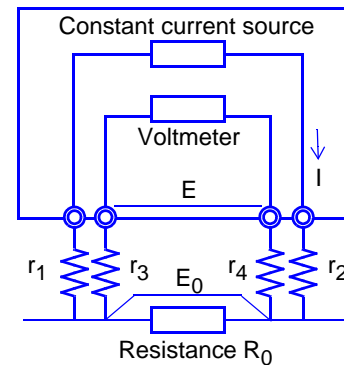 Constant current source
Voltmeter
I
E
r1 r3 E0 r4 r2
Resistance R0